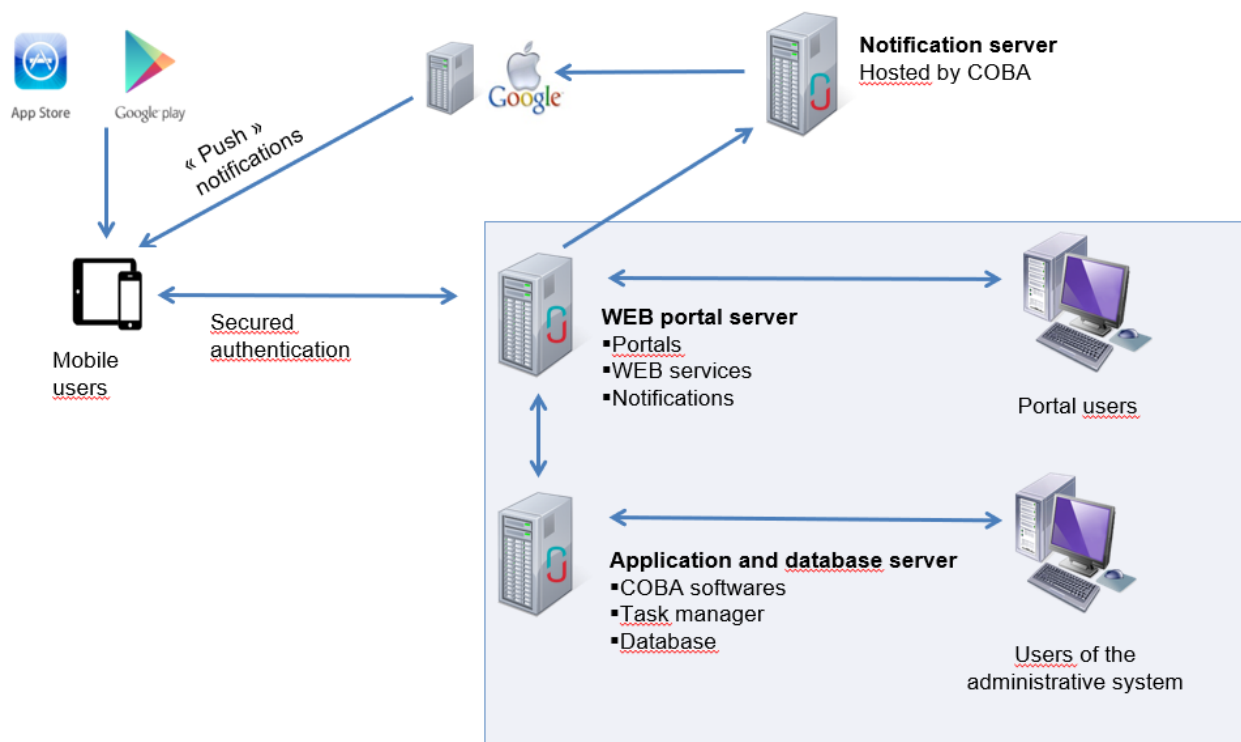 App Store
Google play
Google
Notification server
Hosted by COBA
« Push »
notifications
Mobile
users
Secured
authentication
WEB portal server
▪Portals
▪WEB services
▪Notifications
Portal users
Application and database server
▪COBA softwares
▪Task manager
▪Database
Users of the
administrative system